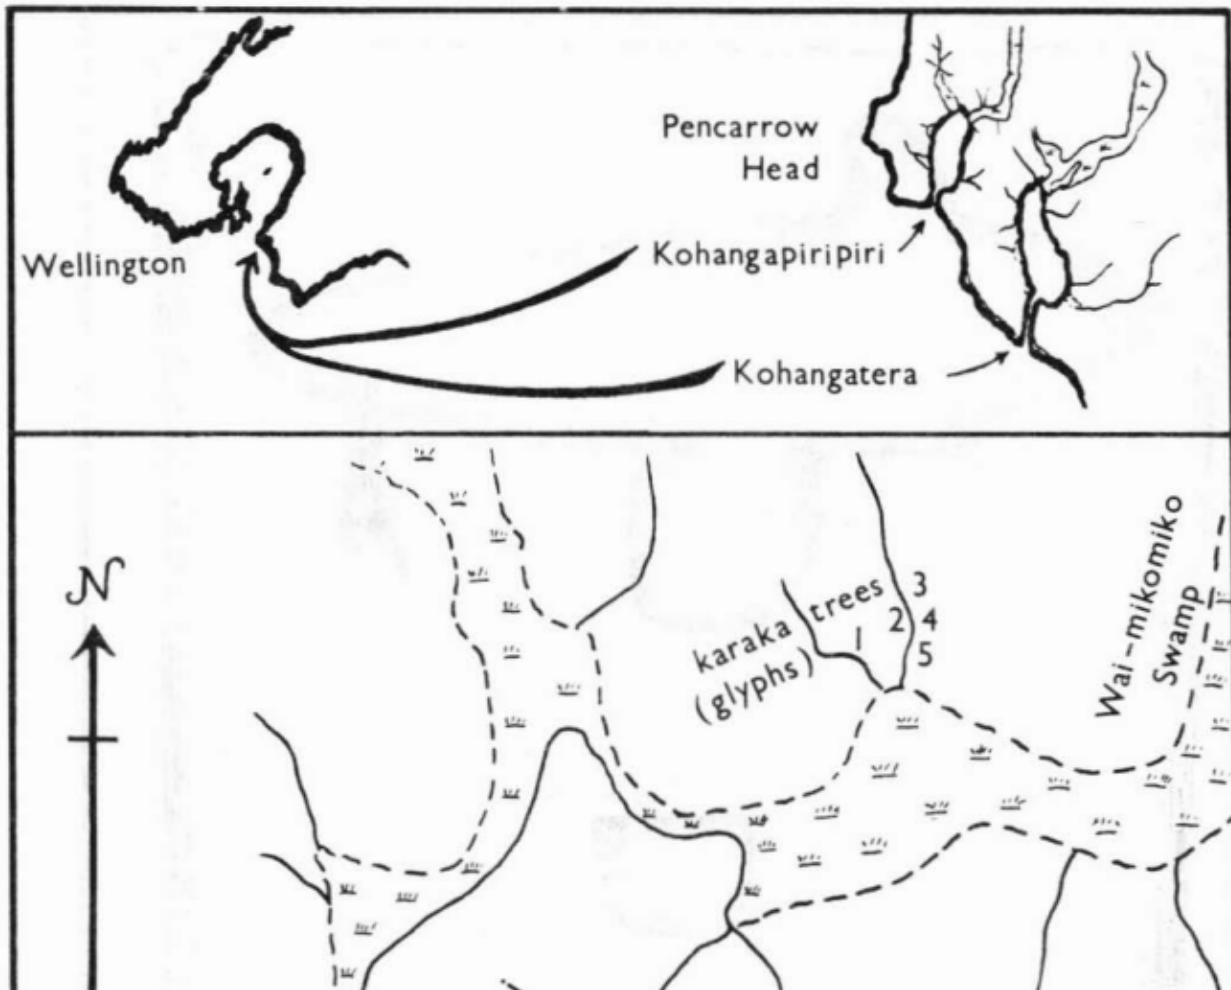 Pencarrow
Head
Wellington
Kohangapiripiri
Kohangatera
N
karaka trees
(glyphs)
1
2
3
4
5
Wai-mikomiko
Swamp